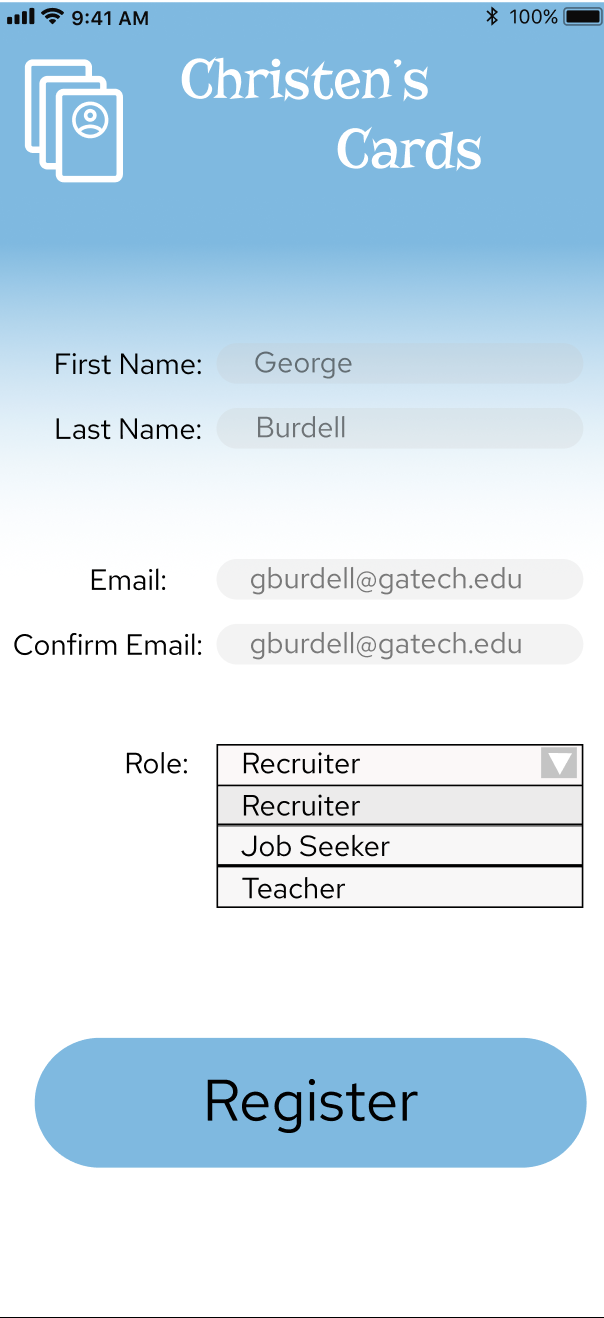 9:41 AM 100%
Christen's
Cards
First Name: George
Last Name: Burdell
Email: gburdell@gatech.edu
Confirm Email: gburdell@gatech.edu
Role: Recruiter
Recruiter
Job Seeker
Teacher
Register